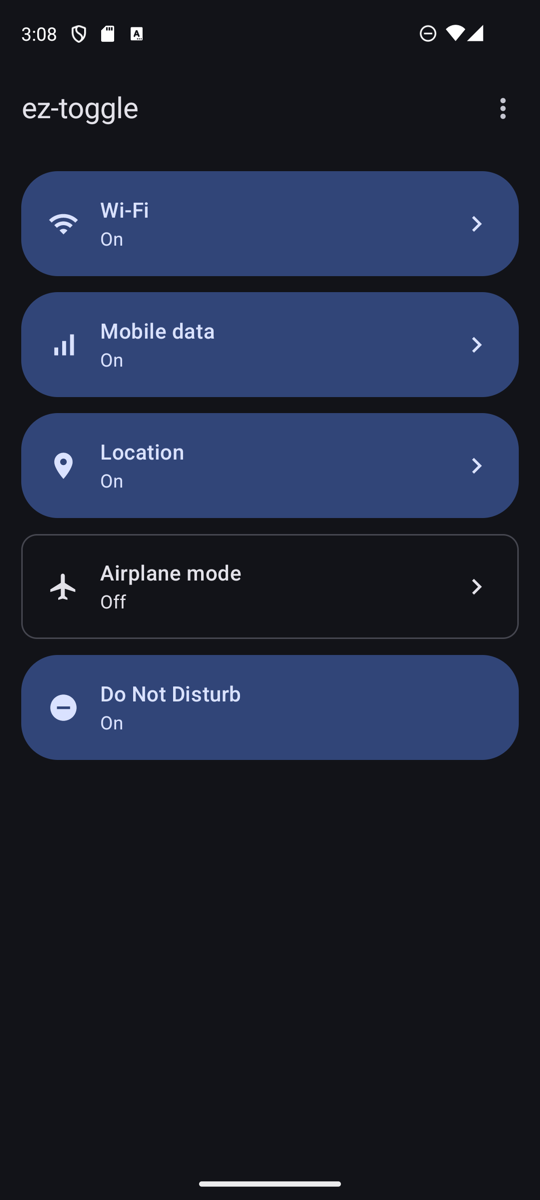 3:08
ez-toggle
Wi-Fi
On
Mobile data
On
Location
On
Airplane mode
Off
Do Not Disturb
On